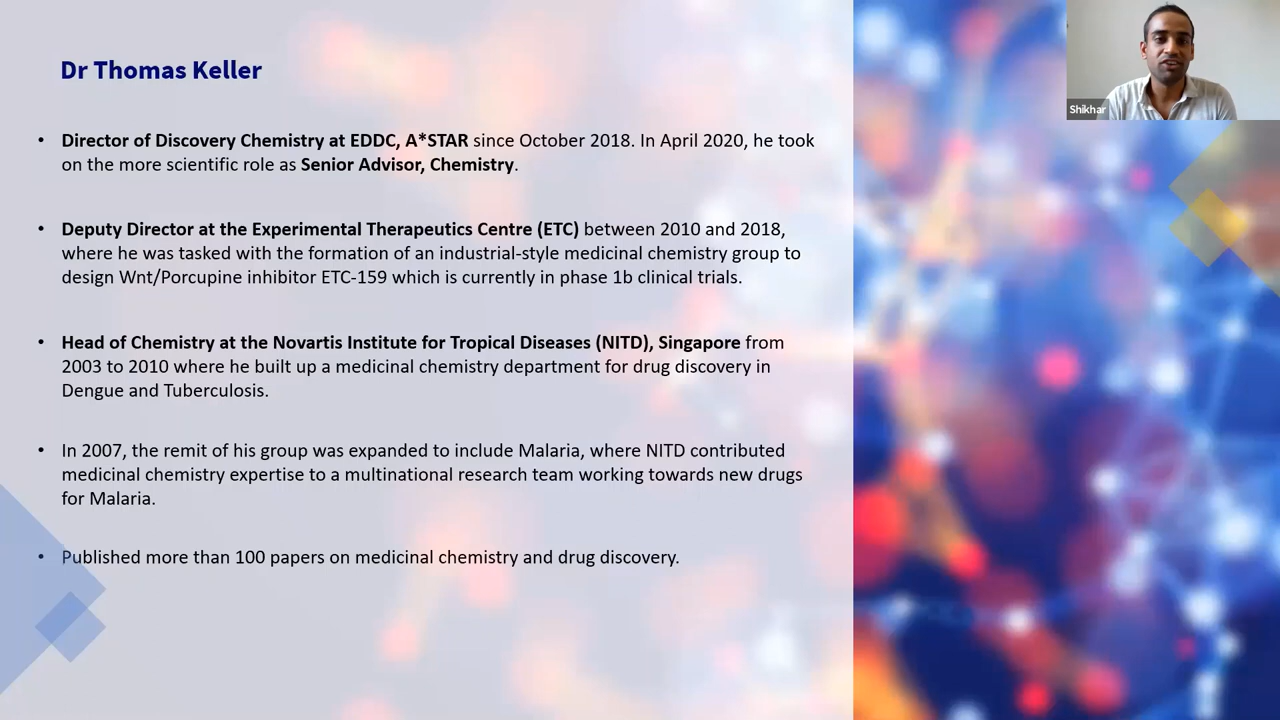 Dr Thomas Keller
Shikhar
• Director of Discovery Chemistry at EDDC, A*STAR since October 2018. In April 2020, he took
on the more scientific role as Senior Advisor, Chemistry.
• Deputy Director at the Experimental Therapeutics Centre (ETC) between 2010 and 2018,
where he was tasked with the formation of an industrial-style medicinal chemistry group to
design Wnt/Porcupine inhibitor ETC-159 which is currently in phase 1b clinical trials.
• Head of Chemistry at the Novartis Institute for Tropical Diseases (NITD), Singapore from
2003 to 2010 where he built up a medicinal chemistry department for drug discovery in
Dengue and Tuberculosis.
• In 2007, the remit of his group was expanded to include Malaria, where NITD contributed
medicinal chemistry expertise to a multinational research team working towards new drugs
for Malaria.
• Published more than 100 papers on medicinal chemistry and drug discovery.